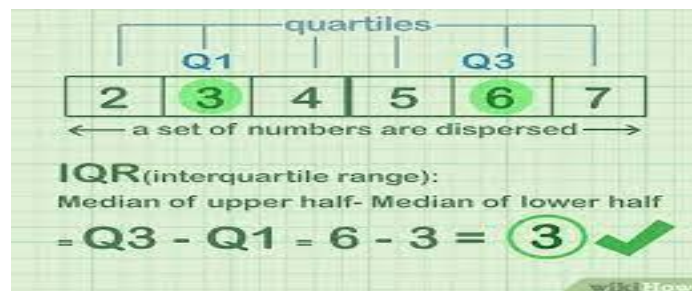 quartiles
Q1 Q3
2 3 4 5 6 7
a set of numbers are dispersed
IQR(interquartile range):
Median of upper half- Median of lower half
= Q3 - Q1 = 6 - 3 = 3
wikiHow